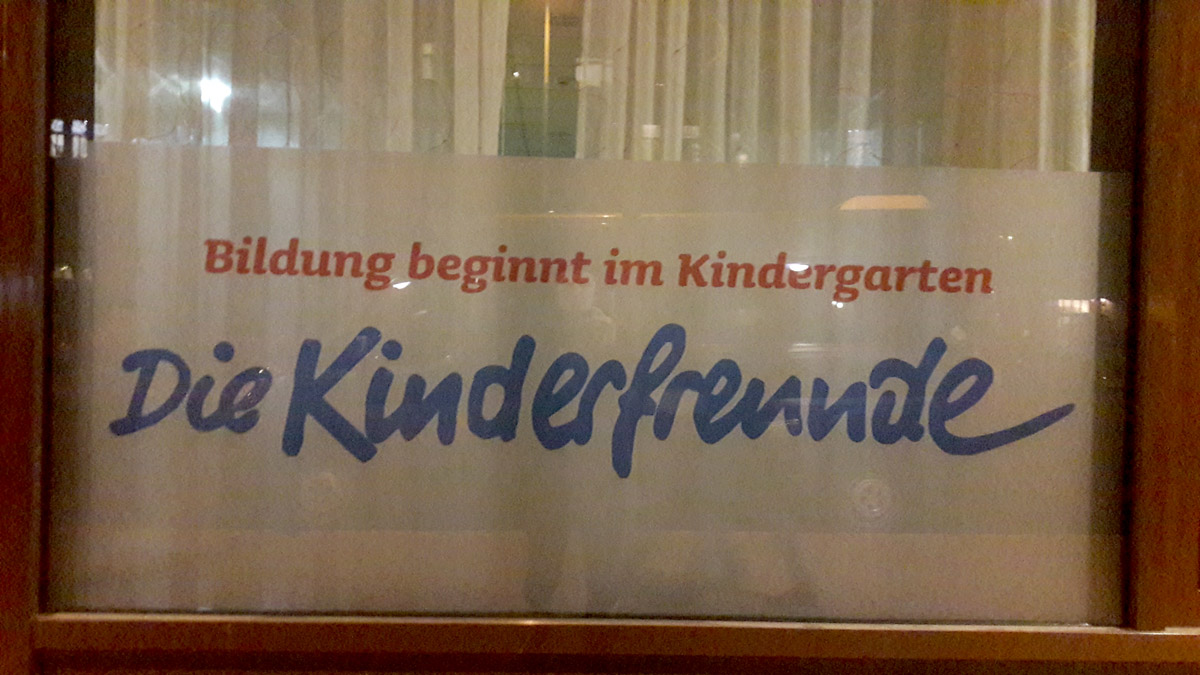 Bildung beginnt im Kindergarten
Die Kinderfreunde